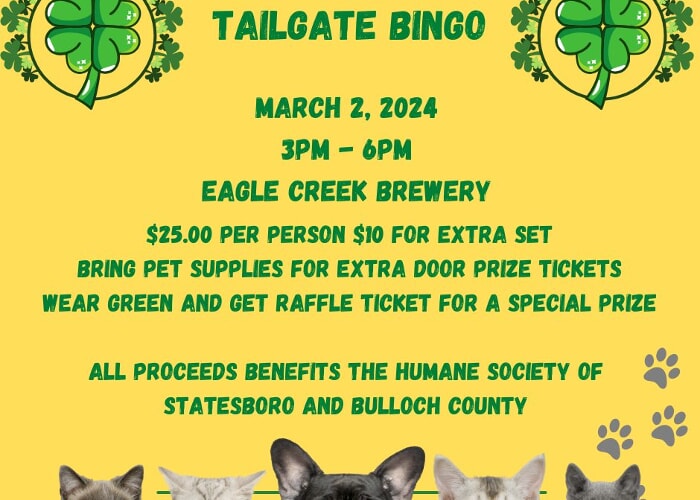 TAILGATE BINGO
MARCH 2, 2024
3PM – 6PM
EAGLE CREEK BREWERY
$25.00 PER PERSON $10 FOR EXTRA SET
BRING PET SUPPLIES FOR EXTRA DOOR PRIZE TICKETS
WEAR GREEN AND GET RAFFLE TICKET FOR A SPECIAL PRIZE
ALL PROCEEDS BENEFITS THE HUMANE SOCIETY OF
STATESBORO AND BULLOCH COUNTY